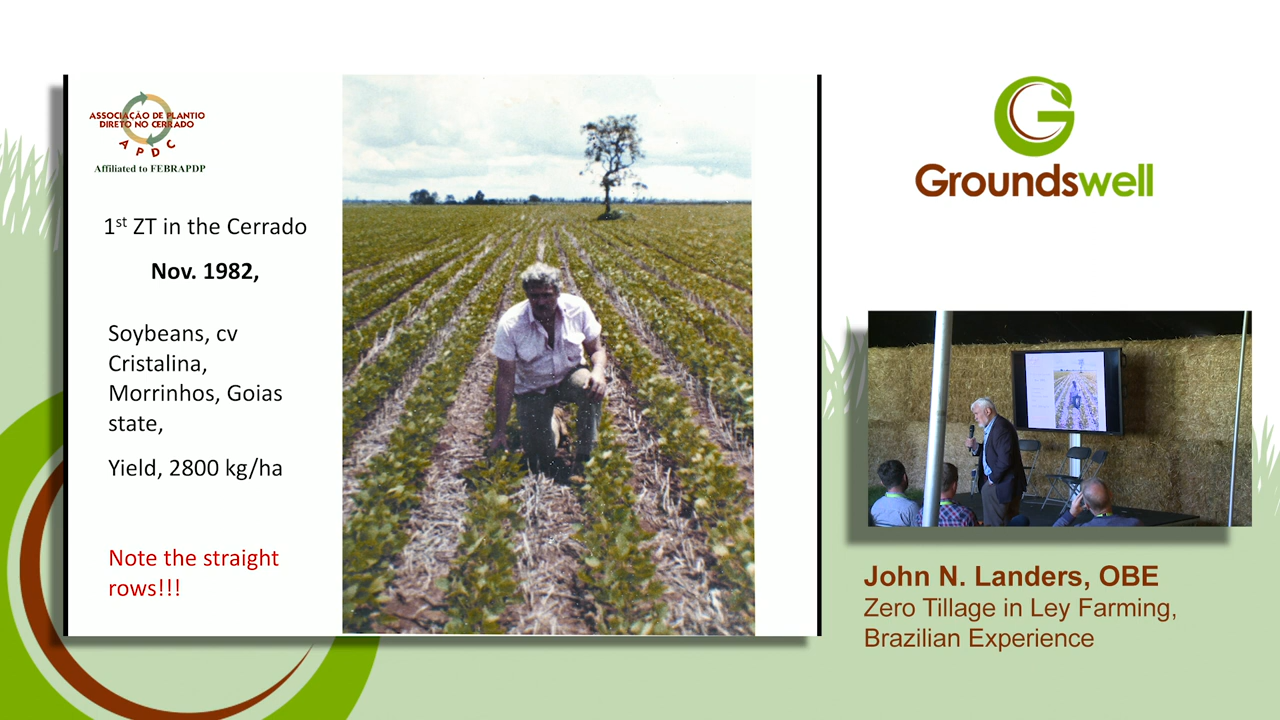 ASSOCIAÇÃO DE PLANTIO
DIRETO NO CERRADO
A P D C
Affiliated to FEBRAPDP
1st ZT in the Cerrado
Nov. 1982,
Soybeans, cv
Cristalina,
Morrinhos, Goias
state,
Yield, 2800 kg/ha
Note the straight
rows!!!
Groundswell
John N. Landers, OBE
Zero Tillage in Ley Farming,
Brazilian Experience